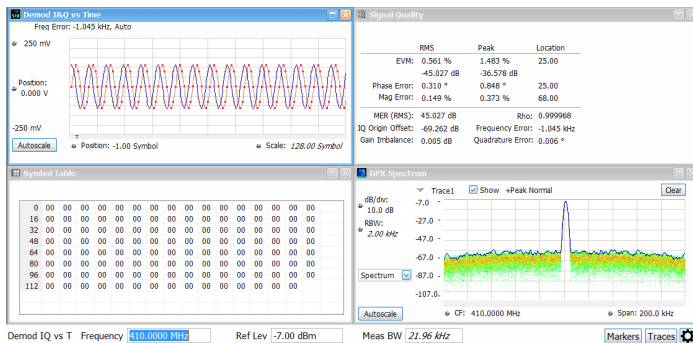 Demod I&Q vs Time
Freq Error: -1.045 kHz, Auto
250 mV
Position:
0.000 V
-250 mV
T
Autoscale Position: -1.00 Symbol Scale: 128.00 Symbol
Signal Quality
RMS Peak Location
EVM: 0.561 % 1.483 % 25.00
-45.027 dB -36.578 dB
Phase Error: 0.310 ° 0.848 ° 25.00
Mag Error: 0.149 % 0.373 % 68.00
MER (RMS): 45.027 dB Rho: 0.999968
IQ Origin Offset: -69.262 dB Frequency Error: -1.045 kHz
Gain Imbalance: 0.005 dB Quadrature Error: 0.006 °
Symbol Table
0 00 00 00 00 00 00 00 00 00 00 00 00 00 00 00 00
16 00 00 00 00 00 00 00 00 00 00 00 00 00 00 00 00
32 00 00 00 00 00 00 00 00 00 00 00 00 00 00 00 00
48 00 00 00 00 00 00 00 00 00 00 00 00 00 00 00 00
64 00 00 00 00 00 00 00 00 00 00 00 00 00 00 00 00
80 00 00 00 00 00 00 00 00 00 00 00 00 00 00 00 00
96 00 00 00 00 00 00 00 00 00 00 00 00 00 00 00 00
112 00 00 00 00 00 00 00 00 00 00 00 00 00 00 00
DPX Spectrum
Trace1 Show +Peak Normal Clear
dB/div:
10.0 dB
RBW:
2.00 kHz
-7.0
-27.0
-47.0
-67.0
Spectrum -87.0
-107.0
Autoscale CF: 410.0000 MHz Span: 200.0 kHz
Demod IQ vs T Frequency 410.0000 MHz Ref Lev -7.00 dBm Meas BW 21.96 kHz Markers Traces